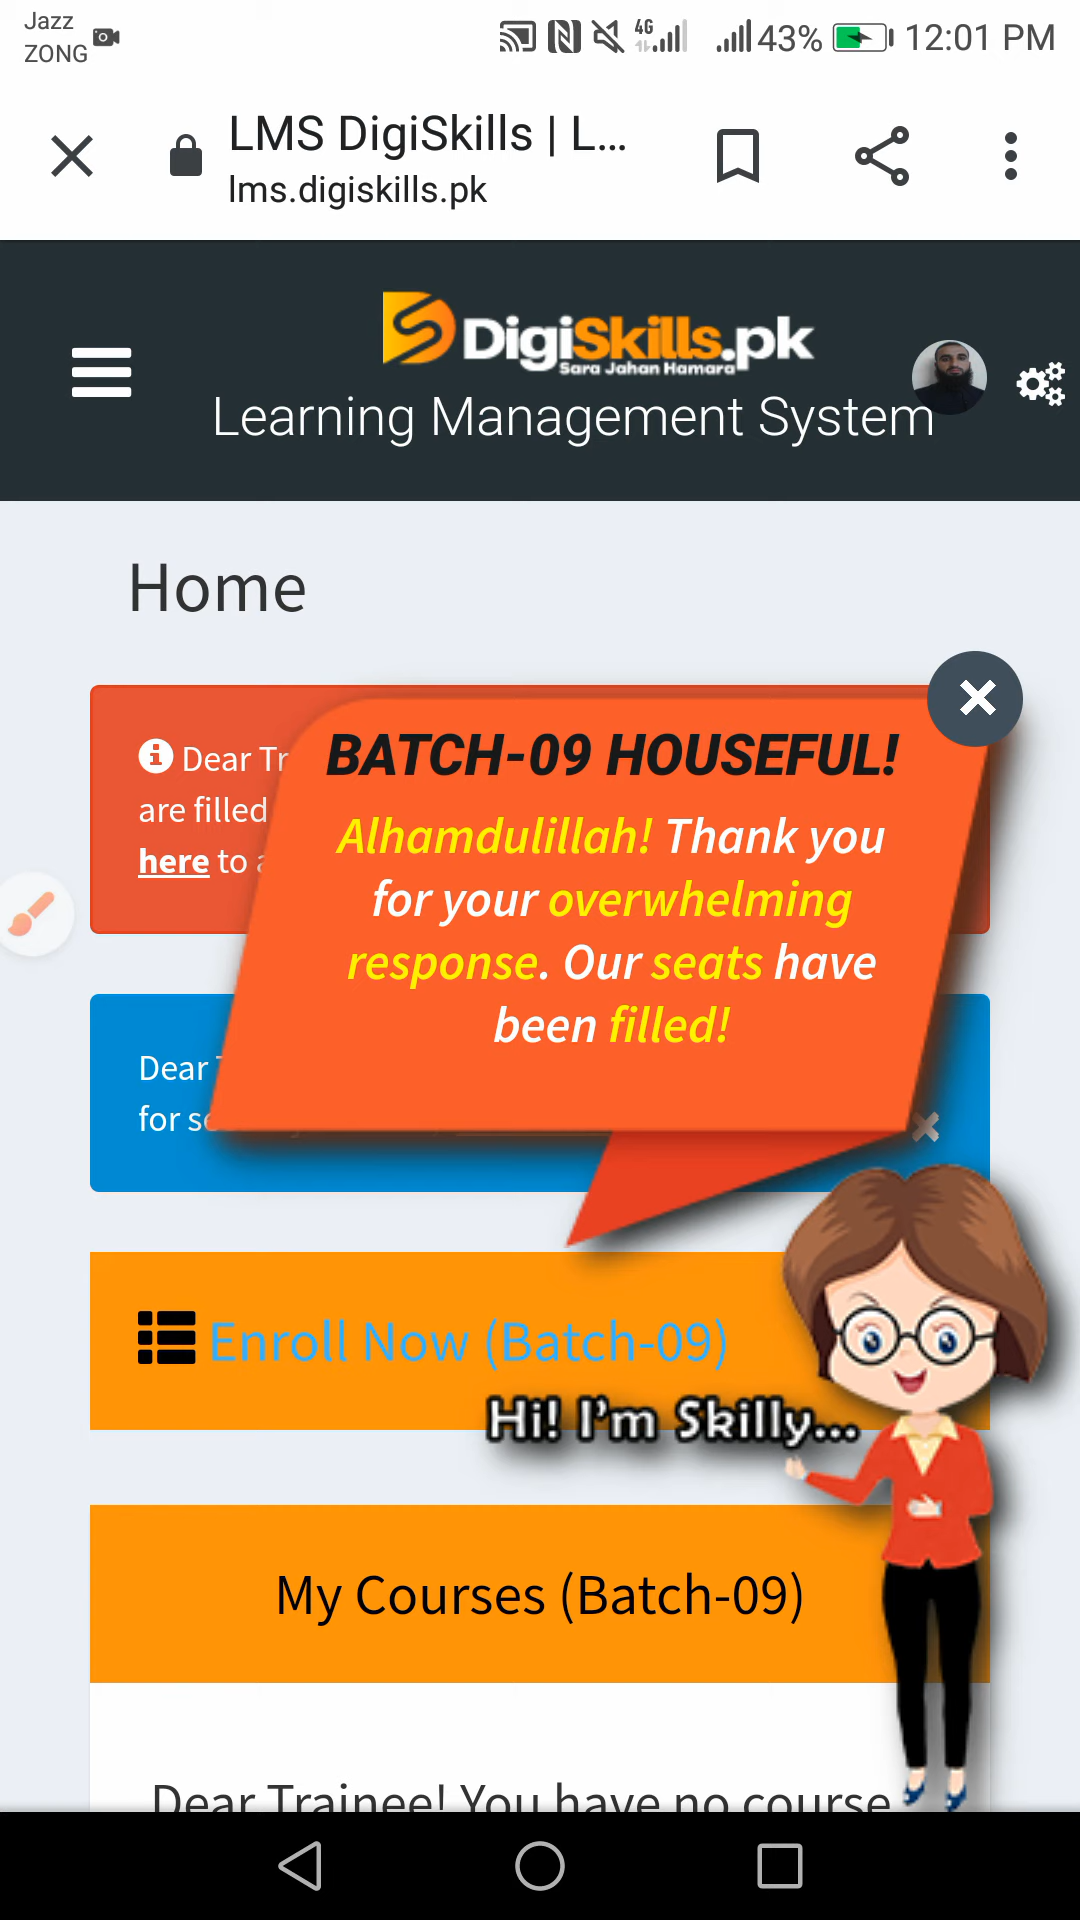 Jazz
ZONG
4G
43%
12:01 PM
LMS DigiSkills | L...
lms.digiskills.pk
DigiSkills.pk
Sara Jahan Hamara
Learning Management System
Home
Dear Tr
are filled
here to a
BATCH-09 HOUSEFUL!
Alhamdulillah! Thank you
for your overwhelming
response. Our seats have
been filled!
Dear
for so
Enroll Now (Batch-09)
Hi! I'm Skilly...
My Courses (Batch-09)
Dear Trainee! You have no course